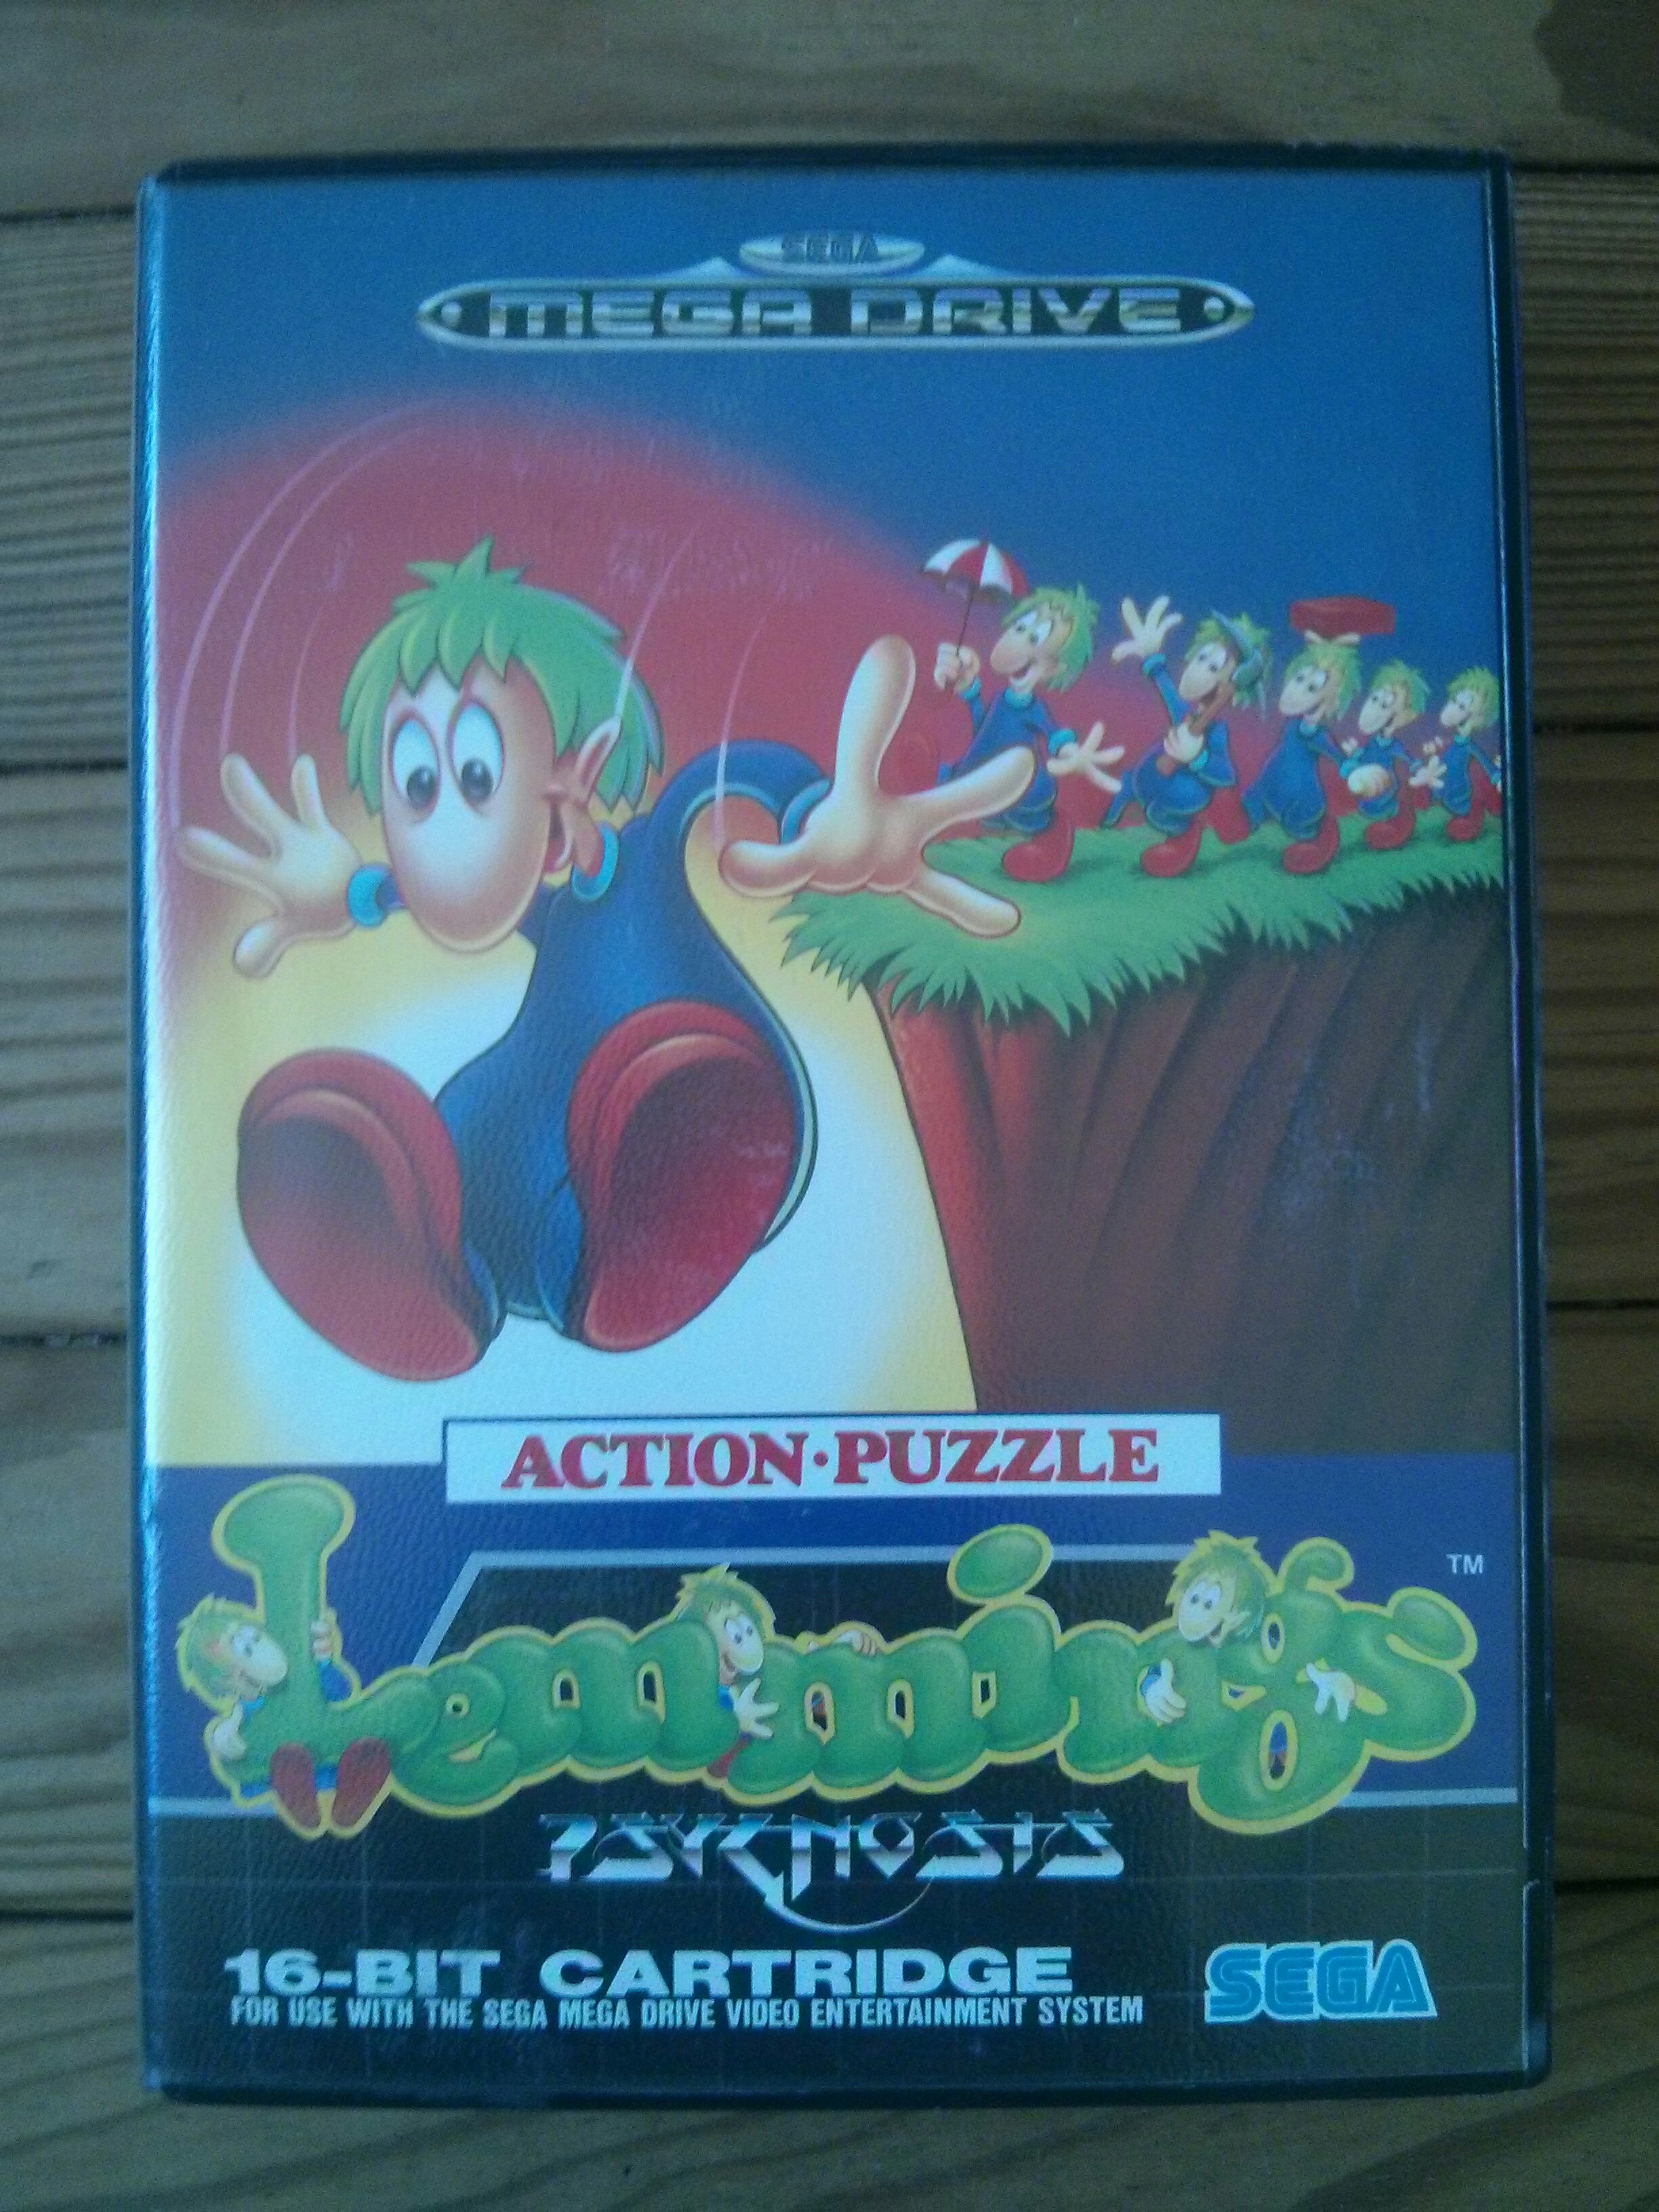 SEGA
MEGA DRIVE
ACTION·PUZZLE
Lemmings
TM
PSYGNOSIS
16-BIT CARTRIDGE
FOR USE WITH THE SEGA MEGA DRIVE VIDEO ENTERTAINMENT SYSTEM
SEGA